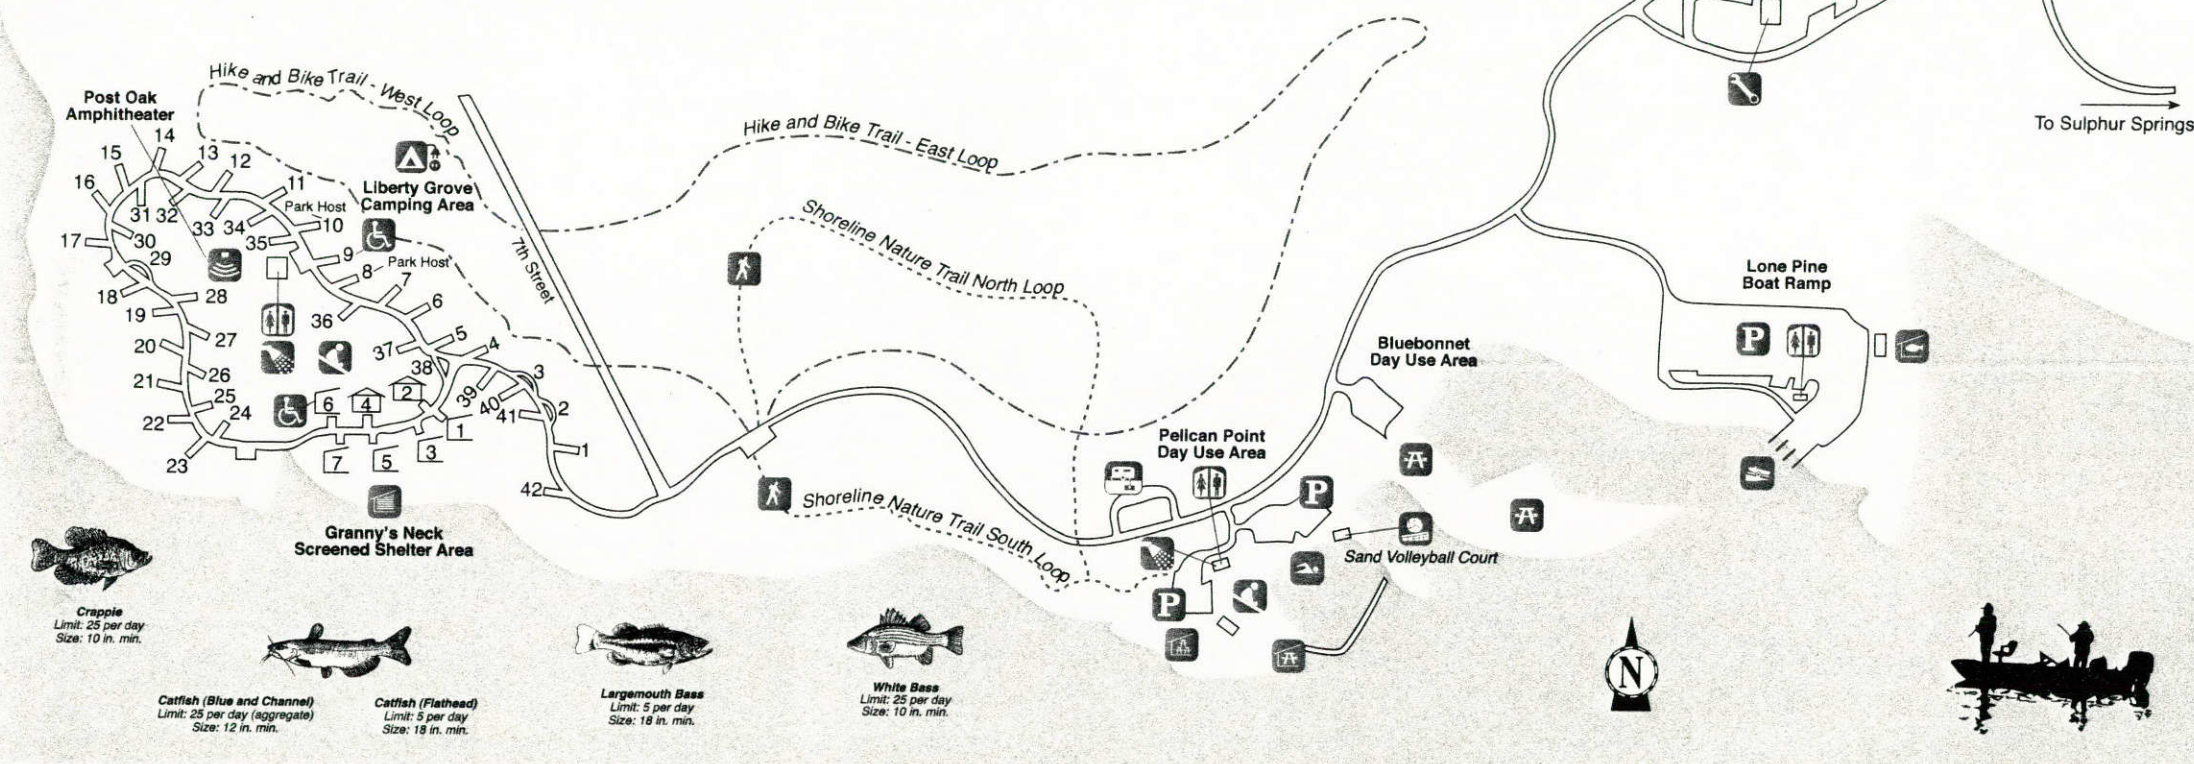 To Sulphur Springs
Hike and Bike Trail - West Loop
Post Oak
Amphitheater
Hike and Bike Trail - East Loop
Liberty Grove
Camping Area
7th Street
Shoreline Nature Trail North Loop
14
13
12
15
16
11
Park Host
10
31
32
33
34
35
17
30
29
9
8
Park Host
7
18
28
6
19
36
27
5
20
37
4
38
3
21
26
39
25
40
2
22
24
41
6
4
2
1
1
23
7
5
3
42
Granny's Neck
Screened Shelter Area
Lone Pine
Boat Ramp
P
Bluebonnet
Day Use Area
Pelican Point
Day Use Area
P
Shoreline Nature Trail South Loop
Sand Volleyball Court
P
Crappie
Limit: 25 per day
Size: 10 in. min.
Catfish (Blue and Channel)
Limit: 25 per day (aggregate)
Size: 12 in. min.
Catfish (Flathead)
Limit: 5 per day
Size: 18 in. min.
Largemouth Bass
Limit: 5 per day
Size: 18 in. min.
White Bass
Limit: 25 per day
Size: 10 in. min.
N